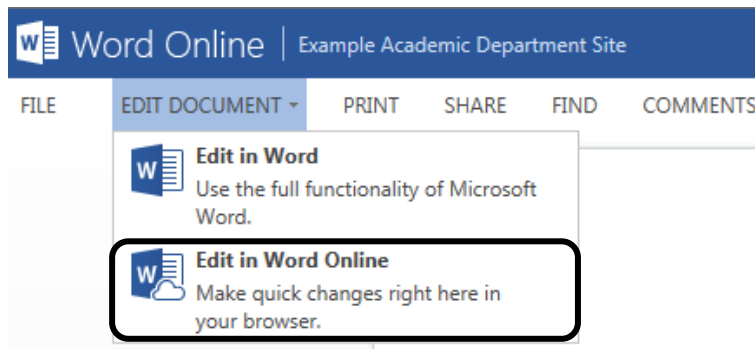 Word Online | Example Academic Department Site
FILE EDIT DOCUMENT PRINT SHARE FIND COMMENTS
Edit in Word
Use the full functionality of Microsoft
Word.
Edit in Word Online
Make quick changes right here in
your browser.